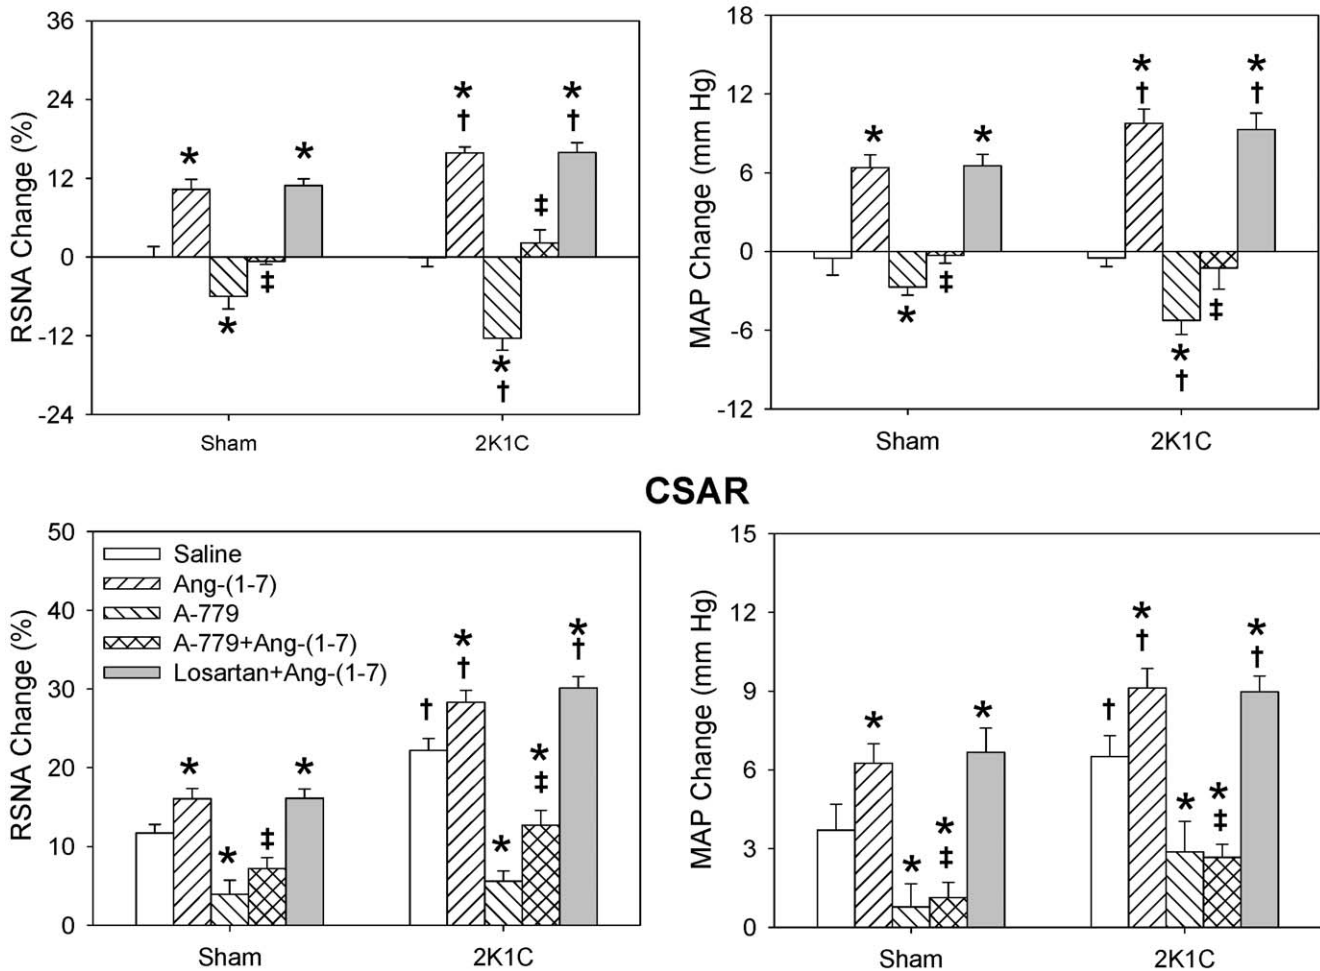 RSNA Change (%)
36
24
12
0
-12
-24
* * * † * † ‡
* ‡ * †
Sham 2K1C
MAP Change (mm Hg)
18
12
6
0
-6
-12
* * * † * †
* ‡ * † ‡
Sham 2K1C
CSAR
RSNA Change (%)
50
40
30
20
10
0
Saline
Ang-(1-7)
A-779
A-779+Ang-(1-7)
Losartan+Ang-(1-7)
* * ‡ * † * † * * ‡ * †
Sham 2K1C
MAP Change (mm Hg)
15
12
9
6
3
0
* * * ‡ * † * † * * ‡ * †
Sham 2K1C